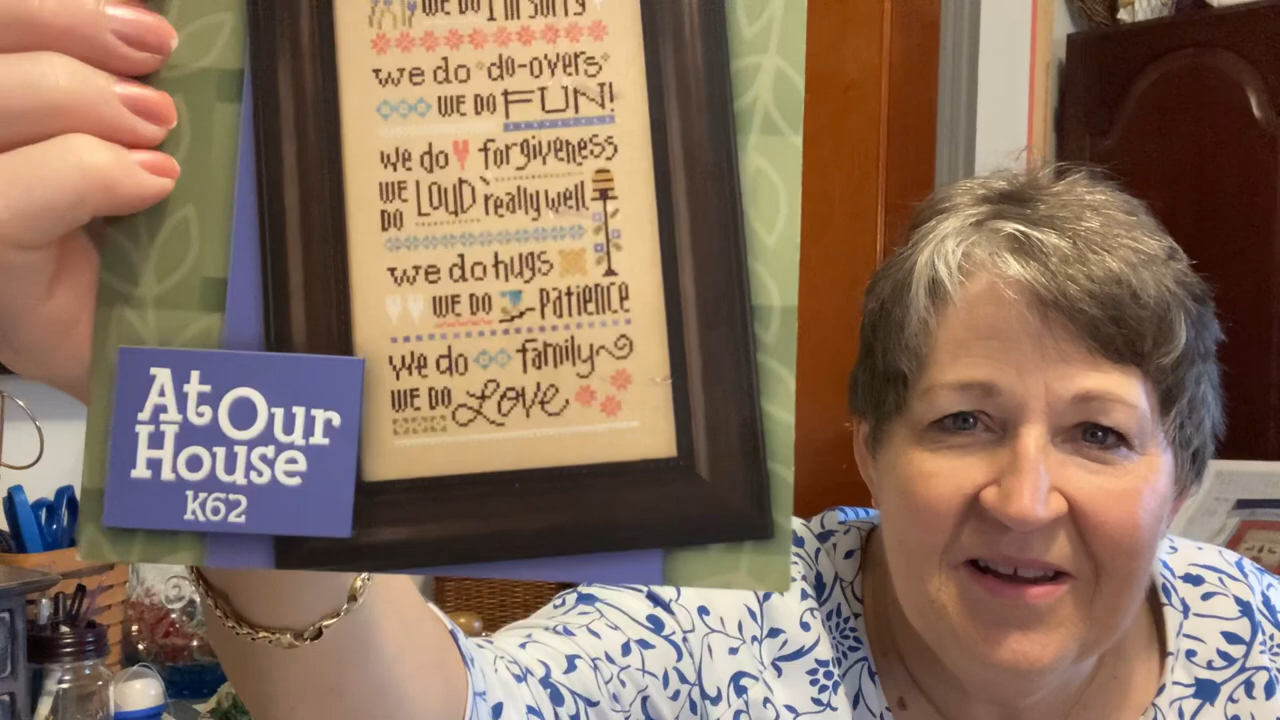 we do I'm sorry
we do do-overs
WE DO FUN!
we do forgiveness
WE DO LOUD really well
we do hugs
WE DO Patience
we do family
WE DO Love
At Our
House
K62